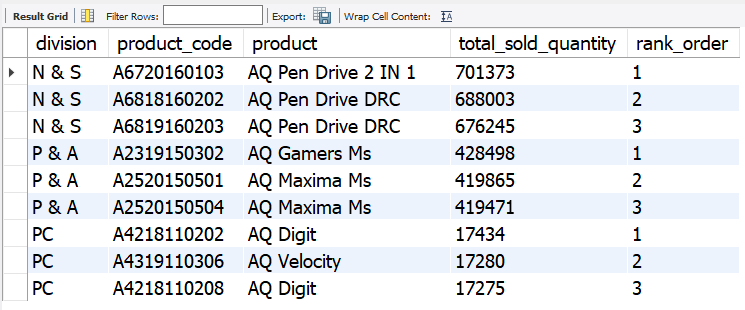 Result Grid Filter Rows: Export: Wrap Cell Content:
division product_code product total_sold_quantity rank_order
N & S A6720160103 AQ Pen Drive 2 IN 1 701373 1
N & S A6818160202 AQ Pen Drive DRC 688003 2
N & S A6819160203 AQ Pen Drive DRC 676245 3
P & A A2319150302 AQ Gamers Ms 428498 1
P & A A2520150501 AQ Maxima Ms 419865 2
P & A A2520150504 AQ Maxima Ms 419471 3
PC A4218110202 AQ Digit 17434 1
PC A4319110306 AQ Velocity 17280 2
PC A4218110208 AQ Digit 17275 3